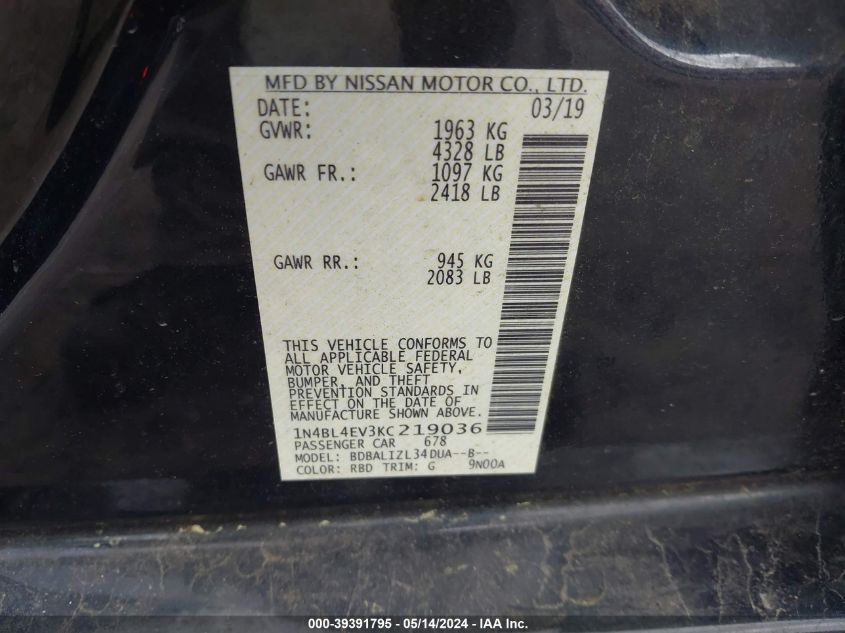 MFD BY NISSAN MOTOR CO., LTD.
DATE: 03/19
GVWR: 1963 KG
4328 LB
GAWR FR.: 1097 KG
2418 LB
GAWR RR.: 945 KG
2083 LB
THIS VEHICLE CONFORMS TO
ALL APPLICABLE FEDERAL
MOTOR VEHICLE SAFETY,
BUMPER, AND THEFT
PREVENTION STANDARDS IN
EFFECT ON THE DATE OF
MANUFACTURE SHOWN ABOVE.
1N4BL4EV3KC219036
PASSENGER CAR 678
MODEL: BDBALIZL34DUA--B--
COLOR: RBD TRIM: G 9N00A
000-39391795 — 05/14/2024 — IAA Inc.